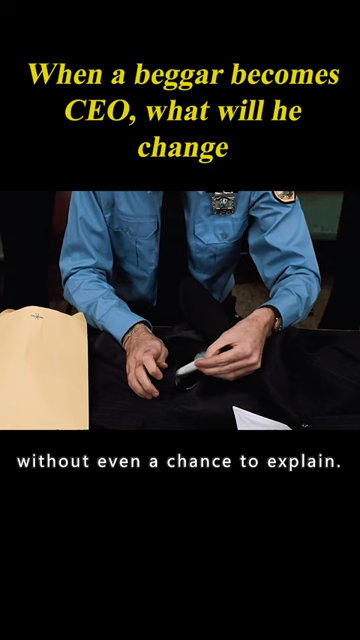 When a beggar becomes
CEO, what will he
change
without even a chance to explain.